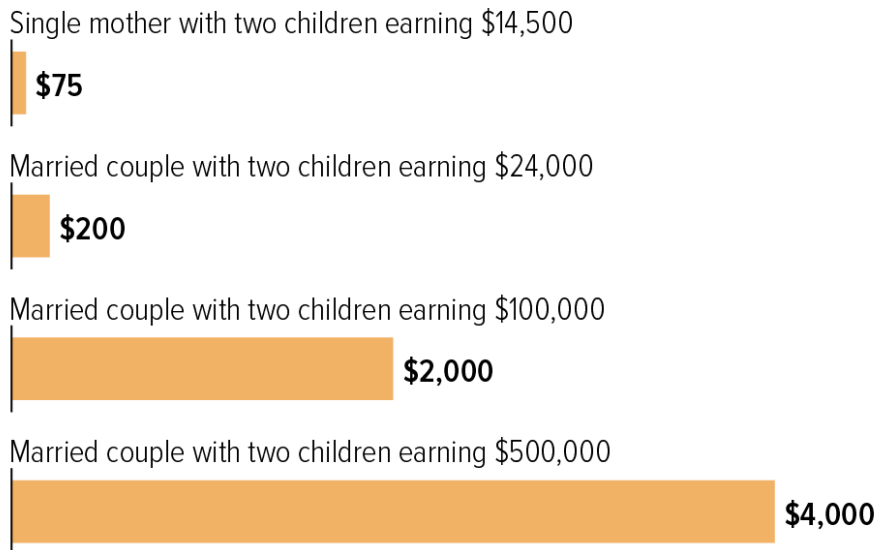 Single mother with two children earning $14,500
$75
Married couple with two children earning $24,000
$200
Married couple with two children earning $100,000
$2,000
Married couple with two children earning $500,000
$4,000